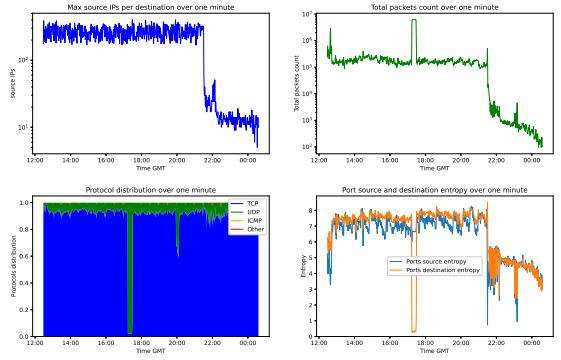 Max source IPs per destination over one minute
source IPs
10²
10¹
12:00 14:00 16:00 18:00 20:00 22:00 00:00
Time GMT
Total packets count over one minute
Total packets count
10⁷
10⁶
10⁵
10⁴
10³
10²
12:00 14:00 16:00 18:00 20:00 22:00 00:00
Time GMT
Protocol distribution over one minute
Protocols distribution
1.0
0.8
0.6
0.4
0.2
0.0
TCP
UDP
ICMP
Other
12:00 14:00 16:00 18:00 20:00 22:00 00:00
Time GMT
Port source and destination entropy over one minute
Entropy
8
7
6
5
4
3
2
1
0
Ports source entropy
Ports destination entropy
12:00 14:00 16:00 18:00 20:00 22:00 00:00
Time GMT